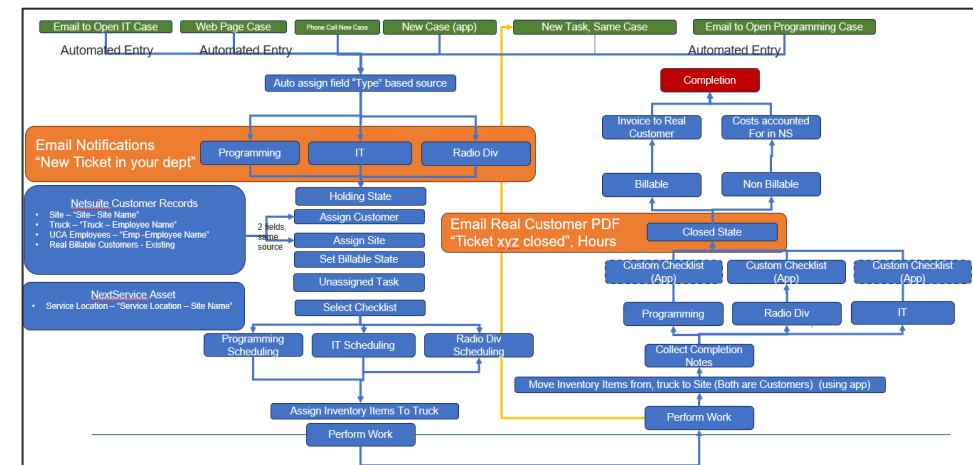 Email to Open IT Case
Web Page Case
Phone Call New Case
New Case (app)
New Task, Same Case
Email to Open Programming Case
Automated Entry
Automated Entry
Automated Entry
Auto assign field “Type” based source
Completion
Invoice to Real
Customer
Costs accounted
For in NS
Email Notifications
“New Ticket in your dept”
Programming
IT
Radio Div
Billable
Non Billable
Holding State
Netsuite Customer Records
• Site – “Site– Site Name”
• Truck – “Truck – Employee Name”
• UCA Employees – “Emp -Employee Name”
• Real Billable Customers - Existing
2 fields,
same
source
Assign Customer
Assign Site
Set Billable State
Unassigned Task
Email Real Customer PDF
“Ticket xyz closed”, Hours
Closed State
Custom Checklist
(App)
Custom Checklist
(App)
Custom Checklist
(App)
NextService Asset
• Service Location – “Service Location – Site Name”
Select Checklist
Programming
Radio Div
IT
Programming
Scheduling
IT Scheduling
Radio Div
Scheduling
Collect Completion
Notes
Move Inventory Items from, truck to Site (Both are Customers) (using app)
Assign Inventory Items To Truck
Perform Work
Perform Work